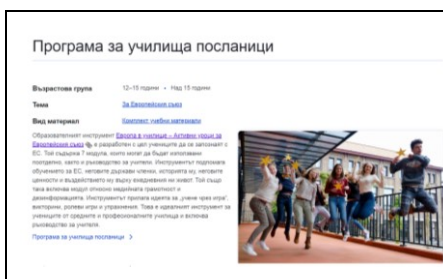 Програма за училища посланици
Възрастова група 12–15 години • Над 15 години
Тема За Европейския съюз
Вид материал Комплект учебни материали
Образователният инструмент Европа в училище – Активни уроци за
Европейския съюз е разработен с цел учениците да се запознаят с
ЕС. Той съдържа 7 модула, които могат да бъдат използвани
поотделно, както и ръководство за учители. Инструментът подпомага
обучението за ЕС, неговите държави членки, историята му, неговите
ценности и въздействието му върху ежедневния ни живот. Той също
така включва модул относно медийната грамотност и
дезинформацията. Инструментът прилага идеята за „учене чрез игра",
викторини, ролеви игри и упражнения. Това е идеалният инструмент за
учениците от средните и професионалните училища и включва
ръководство за учителя.
Програма за училища посланици